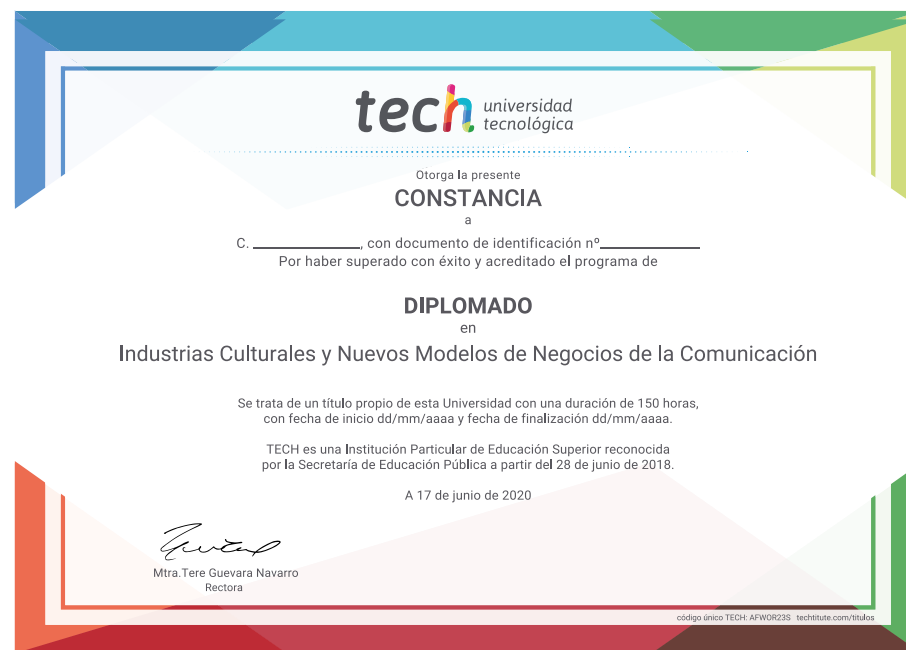 tech universidad
tecnológica
Otorga la presente
CONSTANCIA
a
C. ____________, con documento de identificación nº____________
Por haber superado con éxito y acreditado el programa de
DIPLOMADO
en
Industrias Culturales y Nuevos Modelos de Negocios de la Comunicación
Se trata de un título propio de esta Universidad con una duración de 150 horas,
con fecha de inicio dd/mm/aaaa y fecha de finalización dd/mm/aaaa.
TECH es una Institución Particular de Educación Superior reconocida
por la Secretaría de Educación Pública a partir del 28 de junio de 2018.
A 17 de junio de 2020
Mtra.Tere Guevara Navarro
Rectora
código único TECH: AFWOR23S techtitute.com/titulos